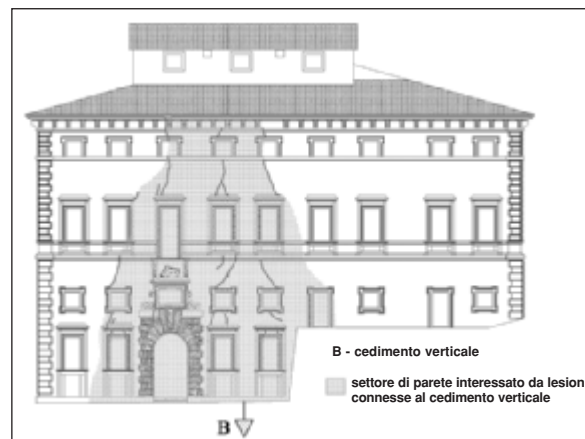 B - cedimento verticale
settore di parete interessato da lesion
connesse al cedimento verticale
B